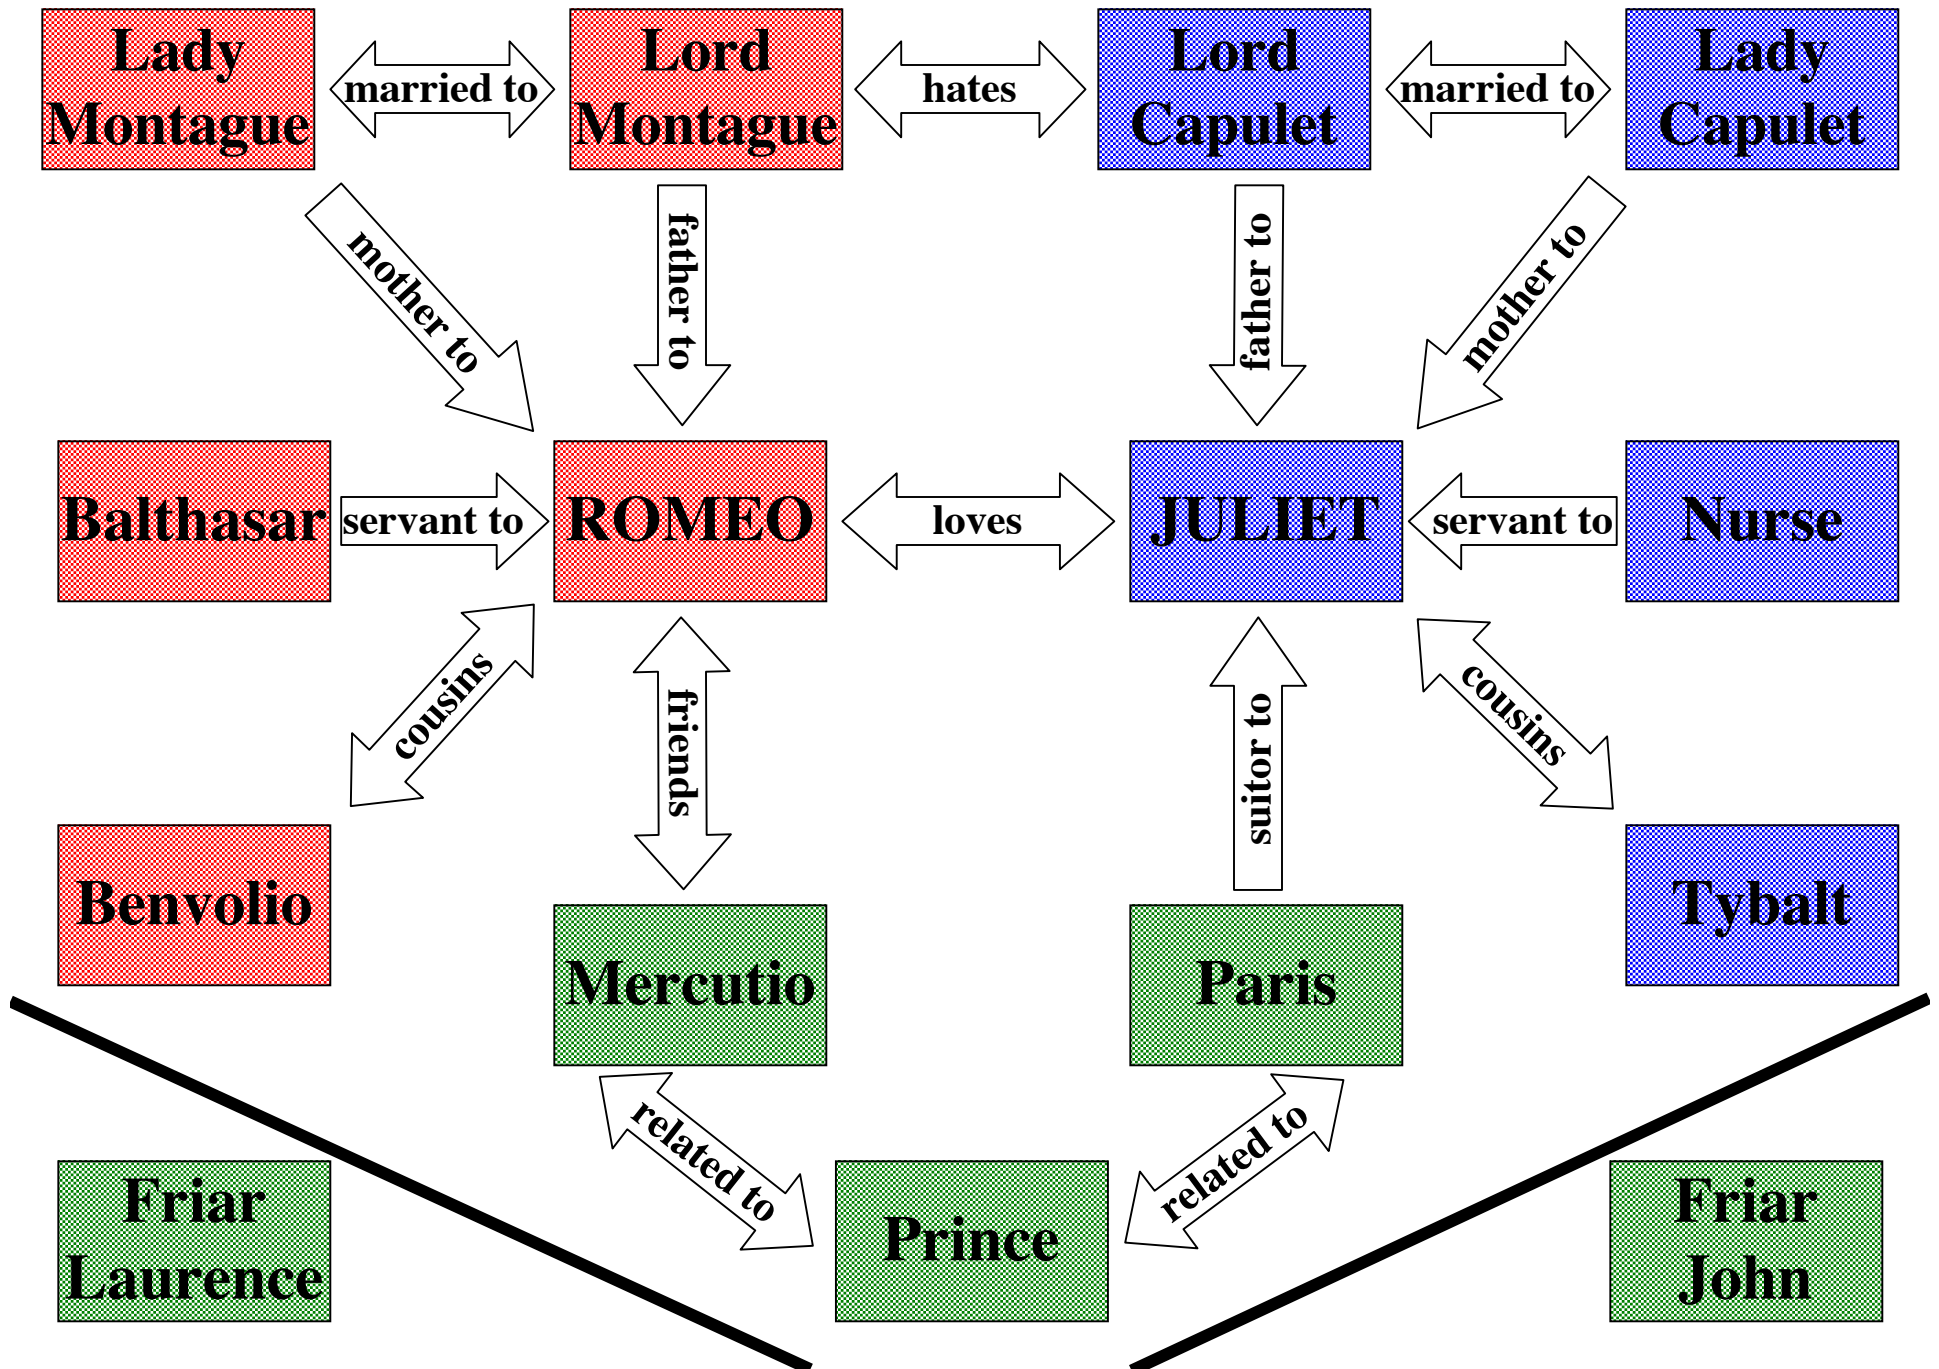 Lady
Montague
married to
Lord
Montague
hates
Lord
Capulet
married to
Lady
Capulet
mother to
father to
father to
mother to
Balthasar
servant to
ROMEO
loves
JULIET
servant to
Nurse
cousins
friends
suitor to
cousins
Benvolio
Mercutio
Paris
Tybalt
related to
related to
Friar
Laurence
Prince
Friar
John